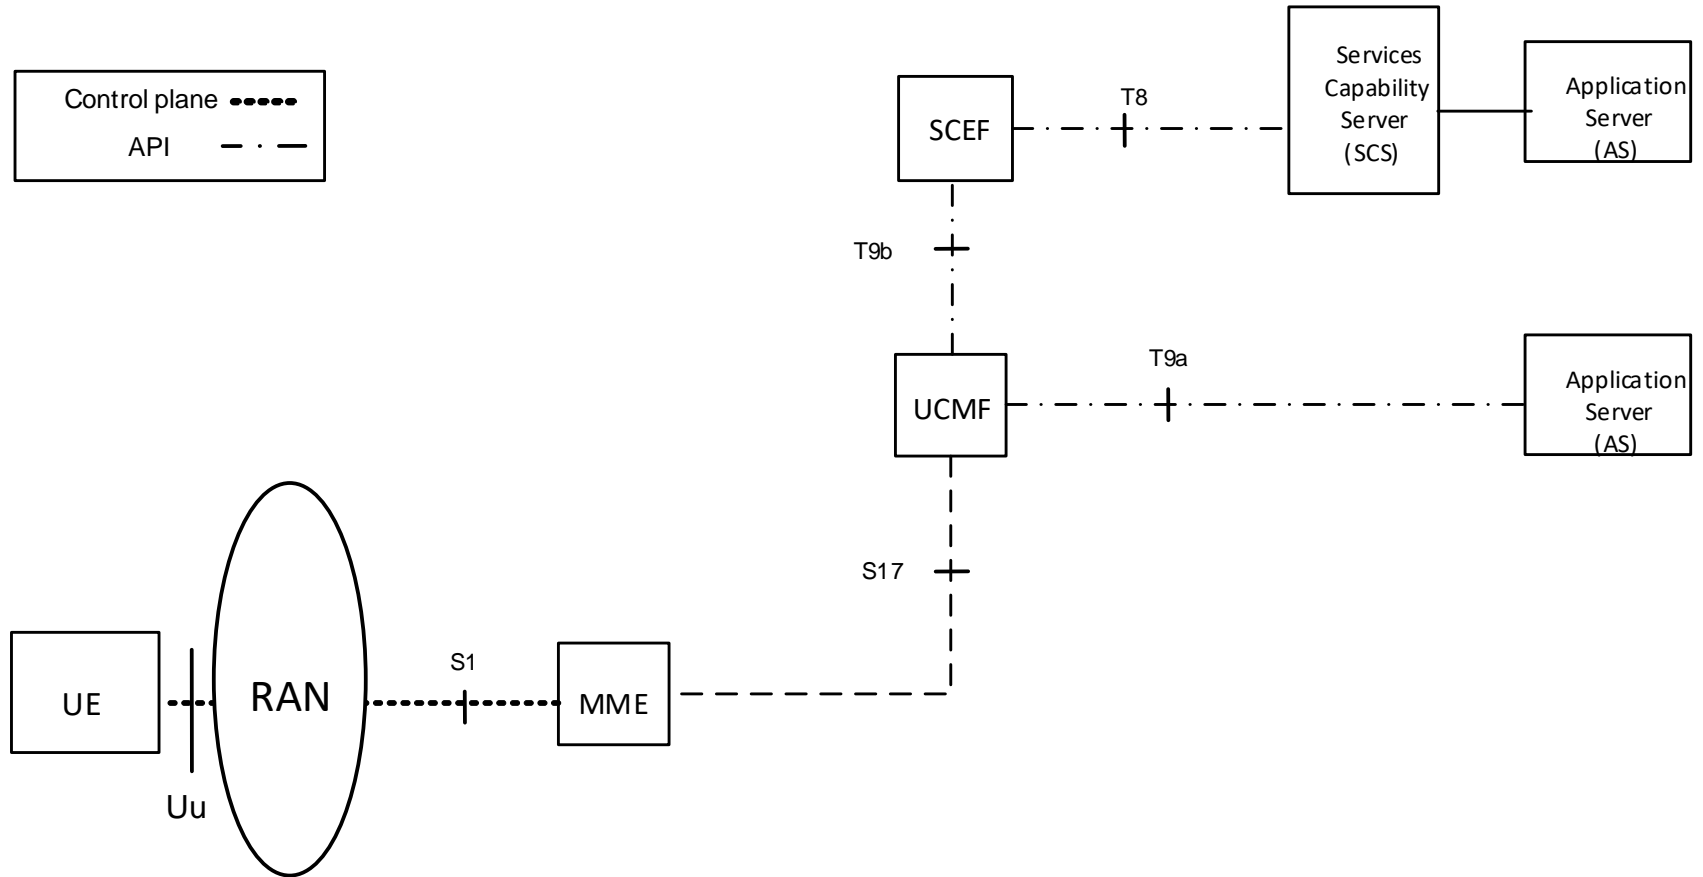 Control plane
API
SCEF
T8
Services
Capability
Server
(SCS)
Application
Server
(AS)
T9b
UCMF
T9a
Application
Server
(AS)
S17
UE
Uu
RAN
S1
MME